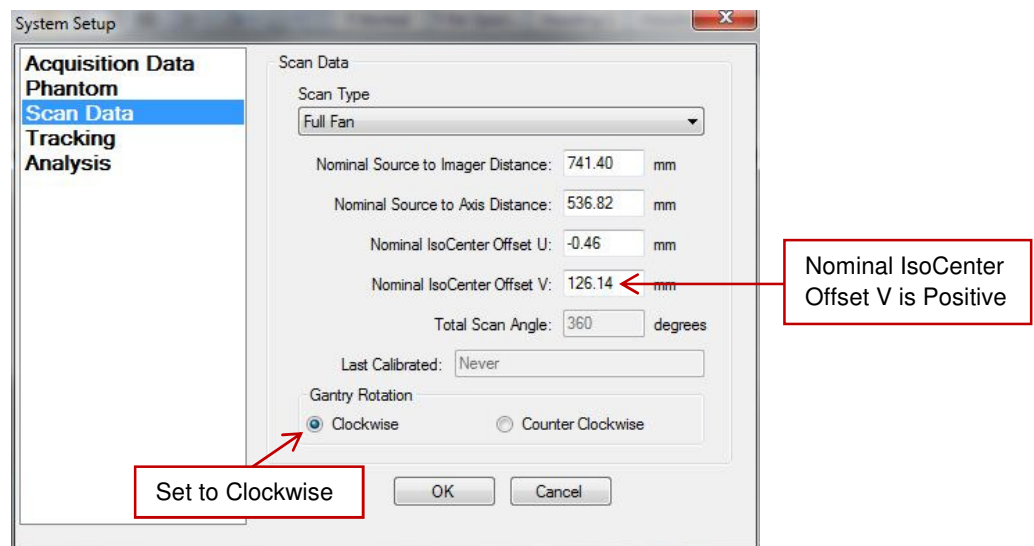 System Setup
Acquisition Data
Phantom
Scan Data
Tracking
Analysis
Scan Data
Scan Type
Full Fan
Nominal Source to Imager Distance: 741.40 mm
Nominal Source to Axis Distance: 536.82 mm
Nominal IsoCenter Offset U: -0.46 mm
Nominal IsoCenter Offset V: 126.14 mm
Total Scan Angle: 360 degrees
Last Calibrated: Never
Gantry Rotation
Clockwise Counter Clockwise
OK Cancel
Set to Clockwise
Nominal IsoCenter
Offset V is Positive